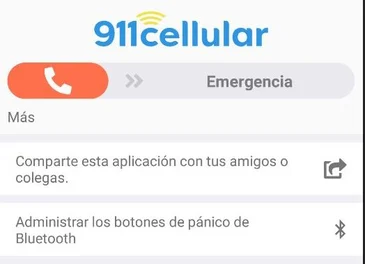 911cellular
Emergencia
Más
Comparte esta aplicación con tus amigos o
colegas.
Administrar los botones de pánico de
Bluetooth